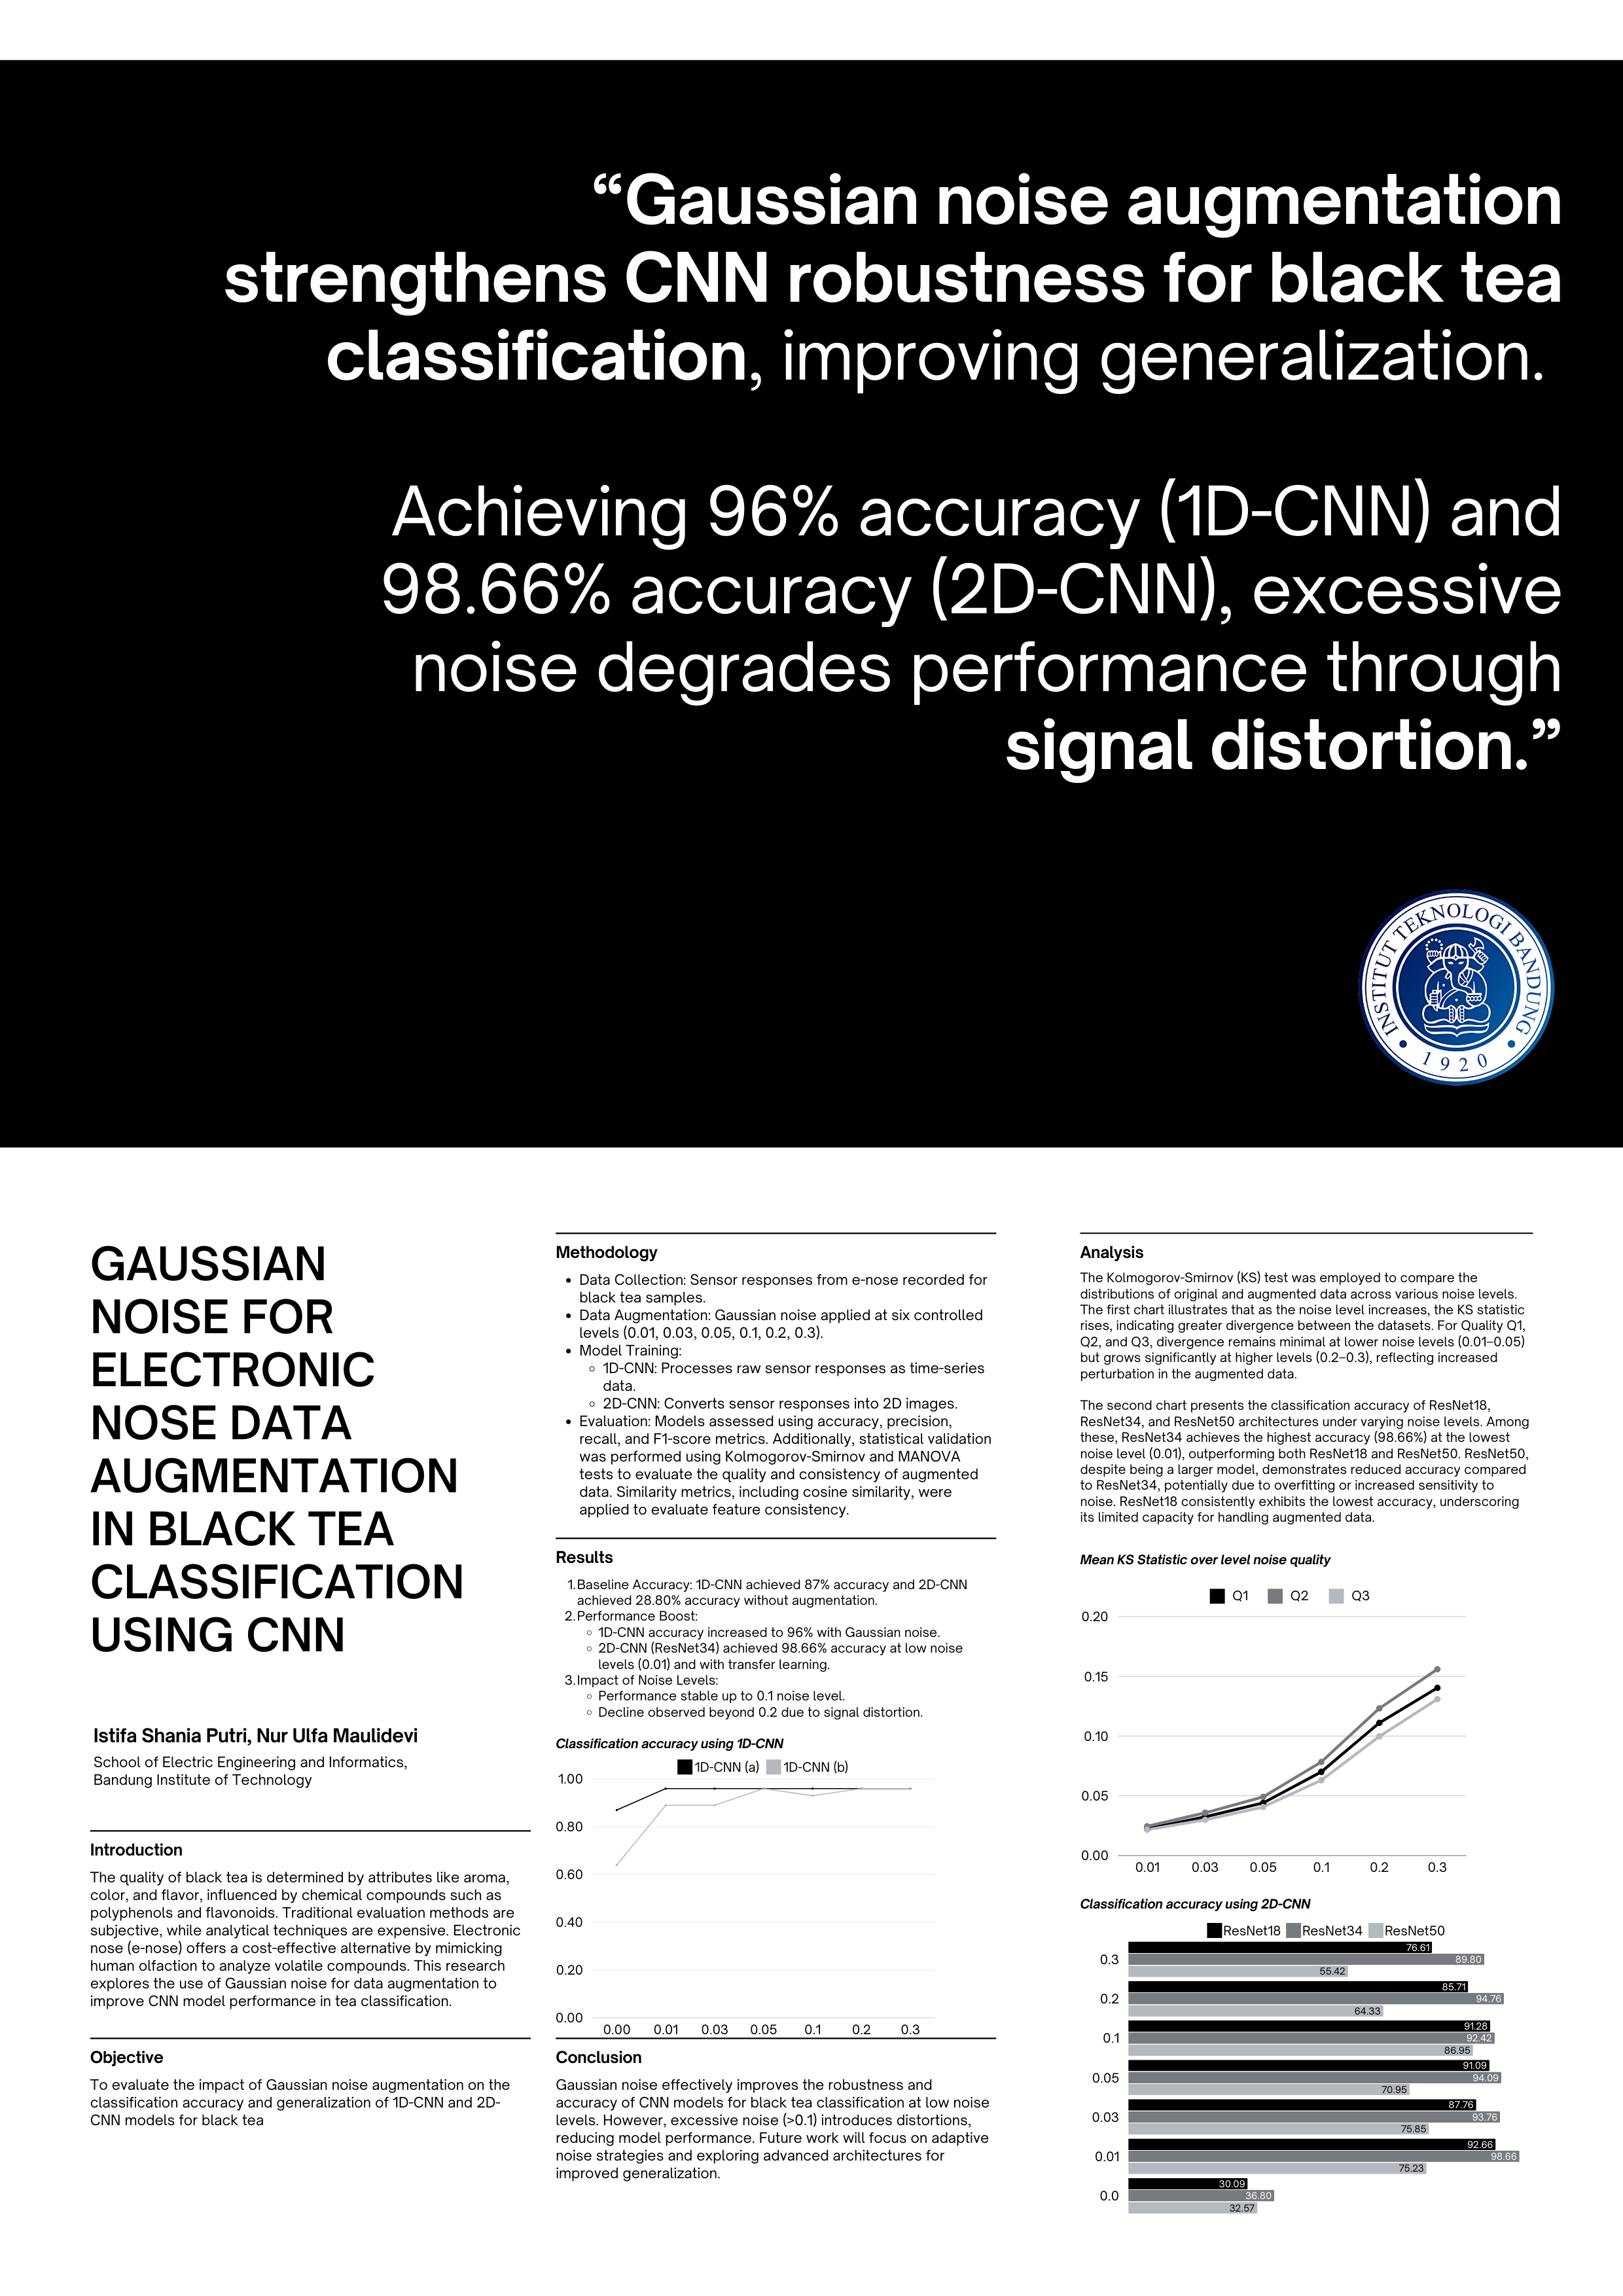 “Gaussian noise augmentation
strengthens CNN robustness for black tea
classification, improving generalization.
Achieving 96% accuracy (1D-CNN) and
98.66% accuracy (2D-CNN), excessive
noise degrades performance through
signal distortion.”
INSTITUT TEKNOLOGI BANDUNG
1920
GAUSSIAN
NOISE FOR
ELECTRONIC
NOSE DATA
AUGMENTATION
IN BLACK TEA
CLASSIFICATION
USING CNN
Istifa Shania Putri, Nur Ulfa Maulidevi
School of Electric Engineering and Informatics,
Bandung Institute of Technology
Introduction
The quality of black tea is determined by attributes like aroma,
color, and flavor, influenced by chemical compounds such as
polyphenols and flavonoids. Traditional evaluation methods are
subjective, while analytical techniques are expensive. Electronic
nose (e-nose) offers a cost-effective alternative by mimicking
human olfaction to analyze volatile compounds. This research
explores the use of Gaussian noise for data augmentation to
improve CNN model performance in tea classification.
Objective
To evaluate the impact of Gaussian noise augmentation on the
classification accuracy and generalization of 1D-CNN and 2D-
CNN models for black tea
Methodology
• Data Collection: Sensor responses from e-nose recorded for
black tea samples.
• Data Augmentation: Gaussian noise applied at six controlled
levels (0.01, 0.03, 0.05, 0.1, 0.2, 0.3).
• Model Training:
◦ 1D-CNN: Processes raw sensor responses as time-series
data.
◦ 2D-CNN: Converts sensor responses into 2D images.
• Evaluation: Models assessed using accuracy, precision,
recall, and F1-score metrics. Additionally, statistical validation
was performed using Kolmogorov-Smirnov and MANOVA
tests to evaluate the quality and consistency of augmented
data. Similarity metrics, including cosine similarity, were
applied to evaluate feature consistency.
Results
1. Baseline Accuracy: 1D-CNN achieved 87% accuracy and 2D-CNN
achieved 28.80% accuracy without augmentation.
2. Performance Boost:
◦ 1D-CNN accuracy increased to 96% with Gaussian noise.
◦ 2D-CNN (ResNet34) achieved 98.66% accuracy at low noise
levels (0.01) and with transfer learning.
3. Impact of Noise Levels:
◦ Performance stable up to 0.1 noise level.
◦ Decline observed beyond 0.2 due to signal distortion.
Classification accuracy using 1D-CNN
1D-CNN (a) 1D-CNN (b)
1.00
0.80
0.60
0.40
0.20
0.00
0.00 0.01 0.03 0.05 0.1 0.2 0.3
Conclusion
Gaussian noise effectively improves the robustness and
accuracy of CNN models for black tea classification at low noise
levels. However, excessive noise (>0.1) introduces distortions,
reducing model performance. Future work will focus on adaptive
noise strategies and exploring advanced architectures for
improved generalization.
Analysis
The Kolmogorov-Smirnov (KS) test was employed to compare the
distributions of original and augmented data across various noise levels.
The first chart illustrates that as the noise level increases, the KS statistic
rises, indicating greater divergence between the datasets. For Quality Q1,
Q2, and Q3, divergence remains minimal at lower noise levels (0.01–0.05)
but grows significantly at higher levels (0.2–0.3), reflecting increased
perturbation in the augmented data.
The second chart presents the classification accuracy of ResNet18,
ResNet34, and ResNet50 architectures under varying noise levels. Among
these, ResNet34 achieves the highest accuracy (98.66%) at the lowest
noise level (0.01), outperforming both ResNet18 and ResNet50. ResNet50,
despite being a larger model, demonstrates reduced accuracy compared
to ResNet34, potentially due to overfitting or increased sensitivity to
noise. ResNet18 consistently exhibits the lowest accuracy, underscoring
its limited capacity for handling augmented data.
Mean KS Statistic over level noise quality
Q1 Q2 Q3
0.20
0.15
0.10
0.05
0.00
0.01 0.03 0.05 0.1 0.2 0.3
Classification accuracy using 2D-CNN
ResNet18 ResNet34 ResNet50
76.61
0.3 89.80
55.42
85.71
0.2 94.76
64.33
91.28
0.1 92.42
86.95
91.09
0.05 94.09
70.95
87.76
0.03 93.76
75.85
92.66
0.01 98.66
75.23
30.09
0.0 36.80
32.57